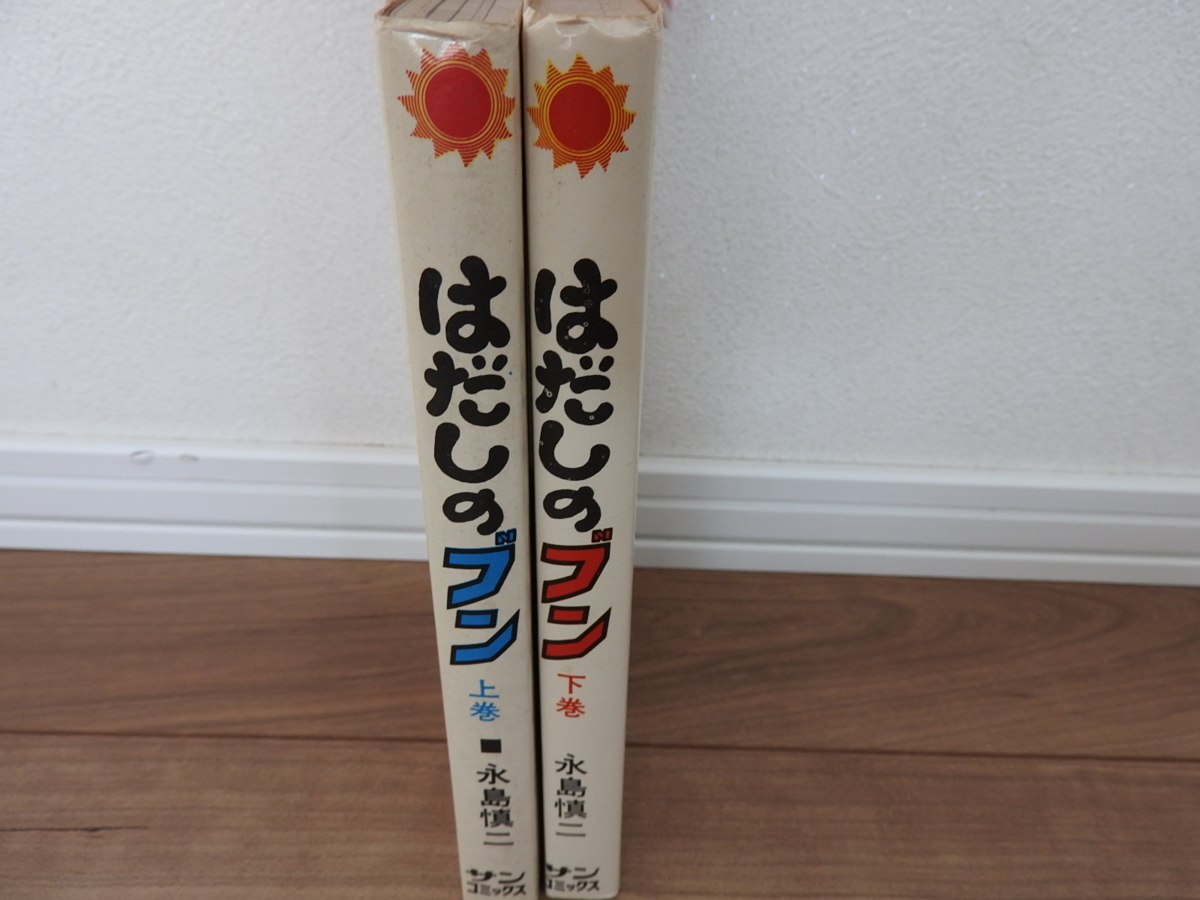 はだしのブン
上巻
■永島慎二
サン
コミックス
はだしのブン
下巻
永島慎二
サン
コミックス